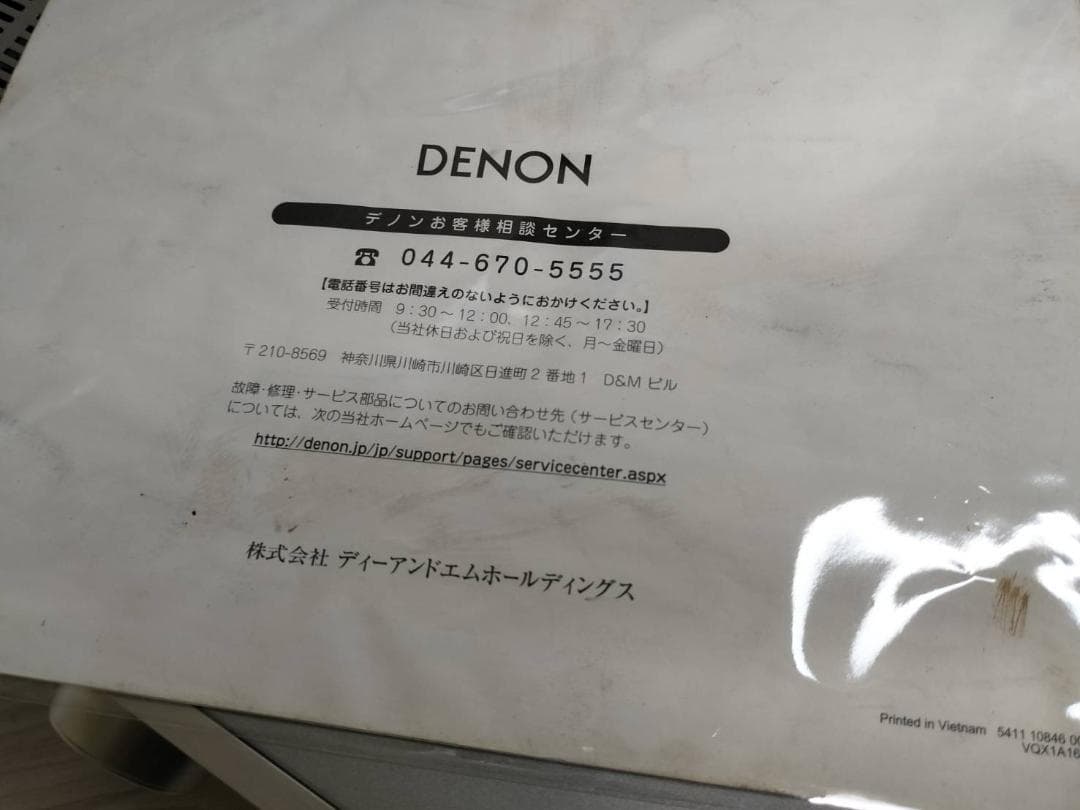 DENON
デノンお客様相談センター
☎ 044-670-5555
【電話番号はお間違えのないようにおかけください。】
受付時間 9:30～12:00、12:45～17:30
（当社休日および祝日を除く、月～金曜日）
〒210-8569 神奈川県川崎市川崎区日進町2番地1 D&Mビル
故障・修理・サービス部品についてのお問い合わせ先（サービスセンター）
については、次の当社ホームページでもご確認いただけます。
http://denon.jp/jp/support/pages/servicecenter.aspx
株式会社 ディーアンドエムホールディングス
Printed in Vietnam 5411 10846 00
VQX1A16